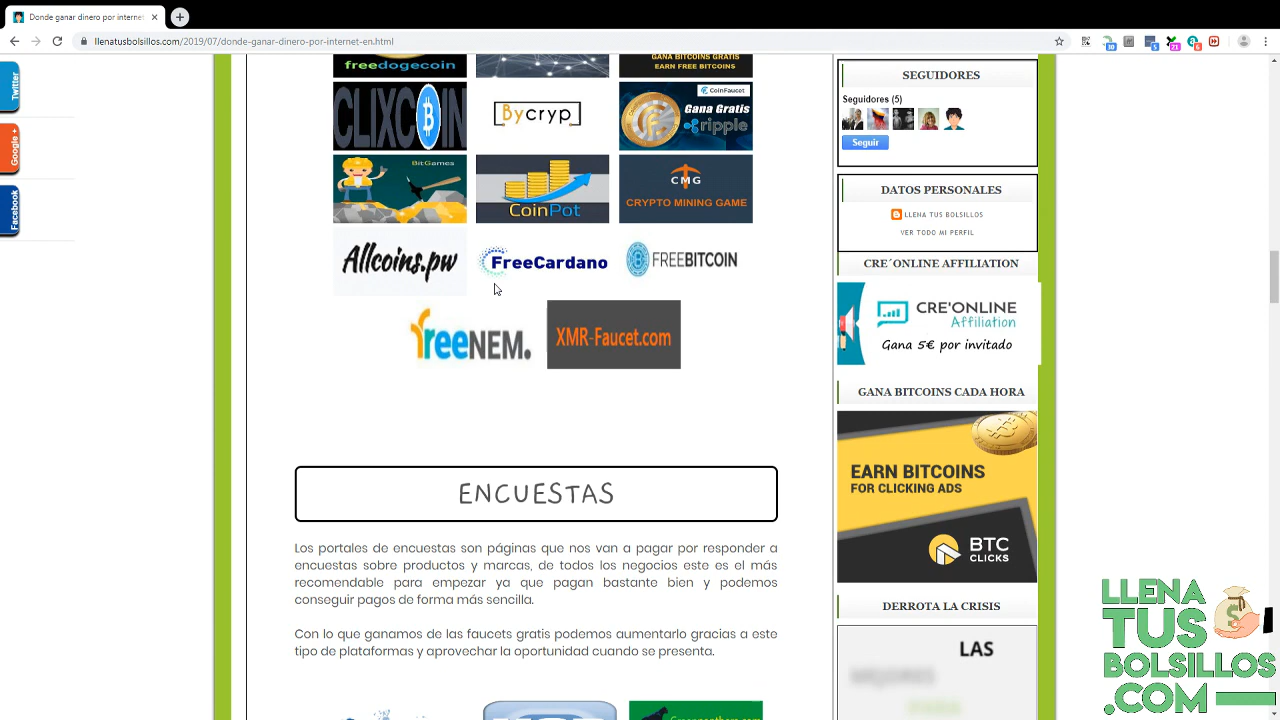 Donde ganar dinero por internet
llenatusbolsillos.com/2019/07/donde-ganar-dinero-por-internet-en.html
10
5
21
6
Twitter
Google +
Facebook
freedogecoin
GANA BITCOINS GRATIS
EARN FREE BITCOINS
CLIXCOIN
Bycryp
CoinFaucet
Gana Gratis
ripple
BitGames
CoinPot
CMG
CRYPTO MINING GAME
Allcoins.pw
FreeCardano
FREEBITCOIN
freeNEM.
XMR-Faucet.com
ENCUESTAS
Los portales de encuestas son páginas que nos van a pagar por responder a
encuestas sobre productos y marcas, de todos los negocios este es el más
recomendable para empezar ya que pagan bastante bien y podemos
conseguir pagos de forma más sencilla.
Con lo que ganamos de las faucets gratis podemos aumentarlo gracias a este
tipo de plataformas y aprovechar la oportunidad cuando se presenta.
SEGUIDORES
Seguidores (5)
Seguir
DATOS PERSONALES
LLENA TUS BOLSILLOS
VER TODO MI PERFIL
CRE´ONLINE AFFILIATION
CRE'ONLINE
Affiliation
Gana 5€ por invitado
GANA BITCOINS CADA HORA
EARN BITCOINS
FOR CLICKING ADS
BTC
CLICKS
DERROTA LA CRISIS
LAS
LLENA
TUS
BOLSILLOS